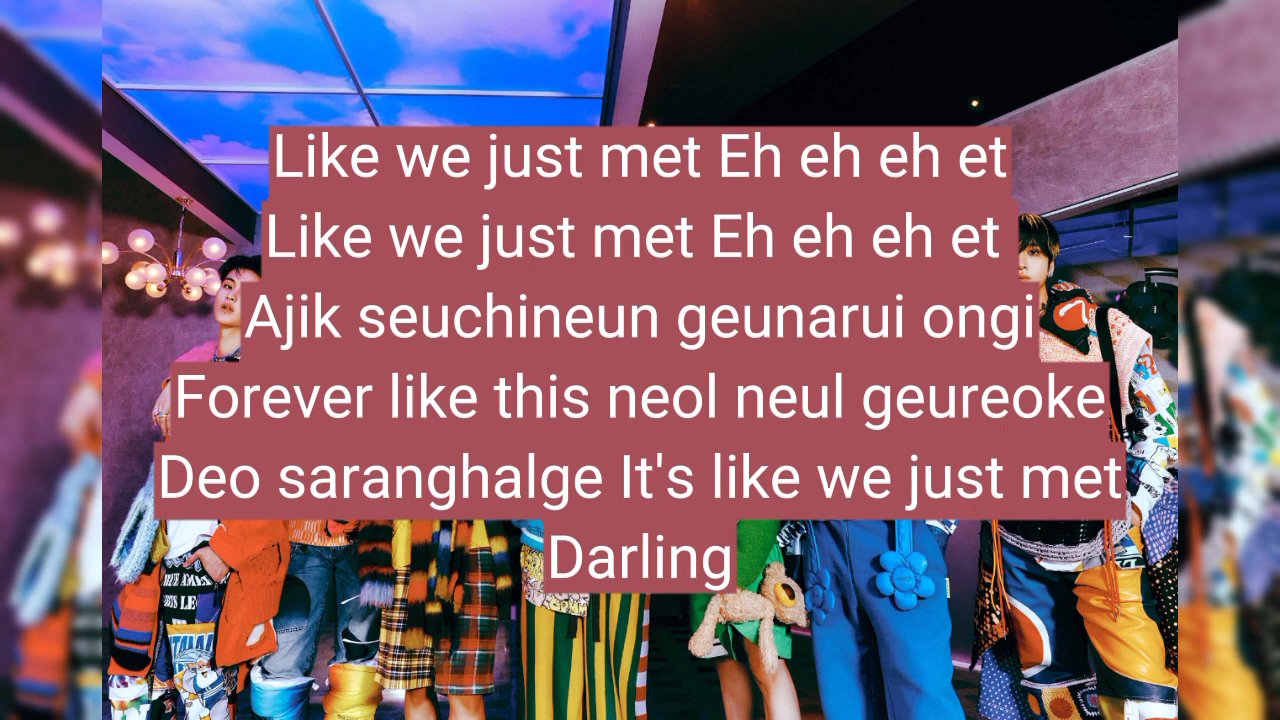 Like we just met Eh eh eh et
Like we just met Eh eh eh et
Ajik seuchineun geunarui ongi
Forever like this neol neul geureoke
Deo saranghalge It's like we just met
Darling